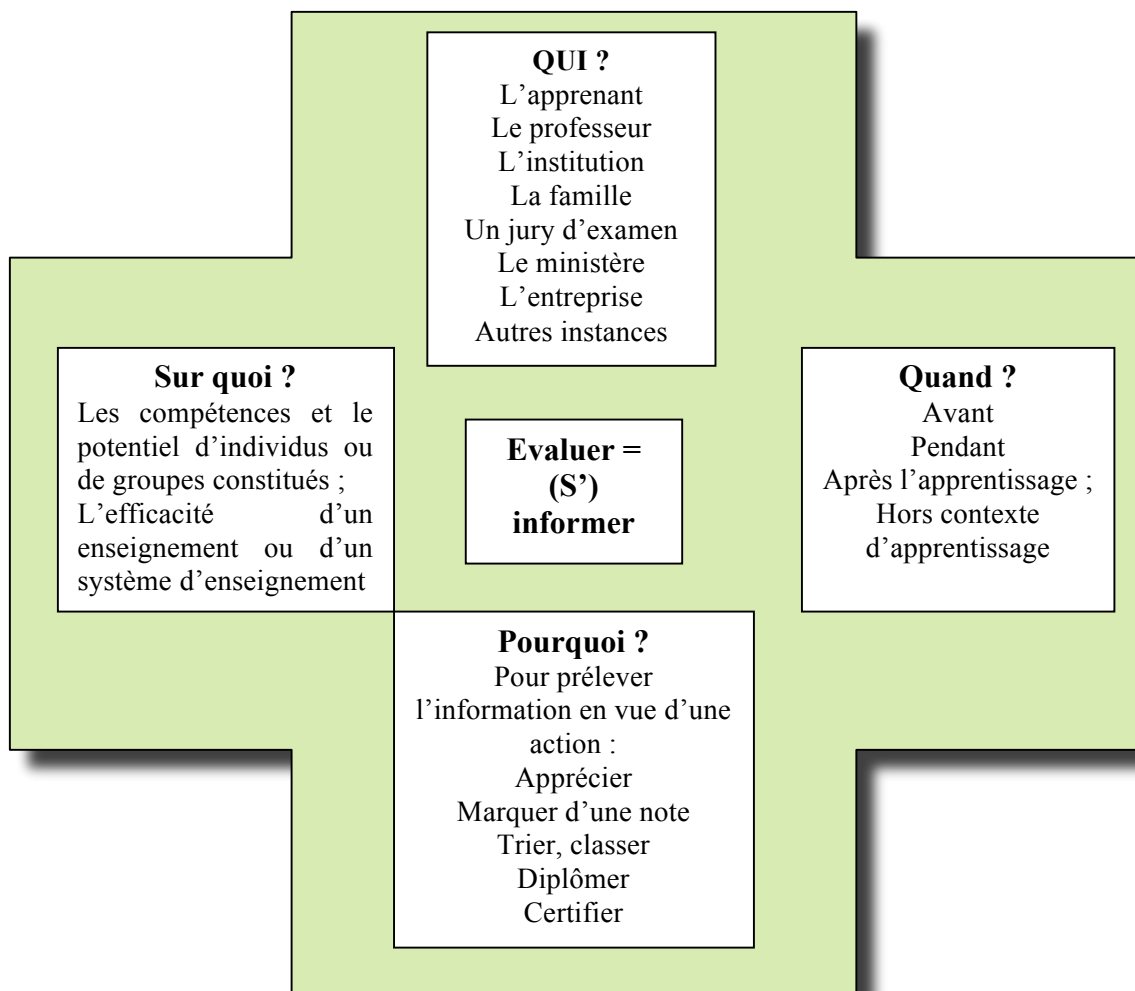 QUI ?
L’apprenant
Le professeur
L’institution
La famille
Un jury d’examen
Le ministère
L’entreprise
Autres instances
Sur quoi ?
Les compétences et le
potentiel d’individus ou
de groupes constitués ;
L’efficacité d’un
enseignement ou d’un
système d’enseignement
Evaluer =
(S’)
informer
Quand ?
Avant
Pendant
Après l’apprentissage ;
Hors contexte
d’apprentissage
Pourquoi ?
Pour prélever
l’information en vue d’une
action :
Apprécier
Marquer d’une note
Trier, classer
Diplômer
Certifier